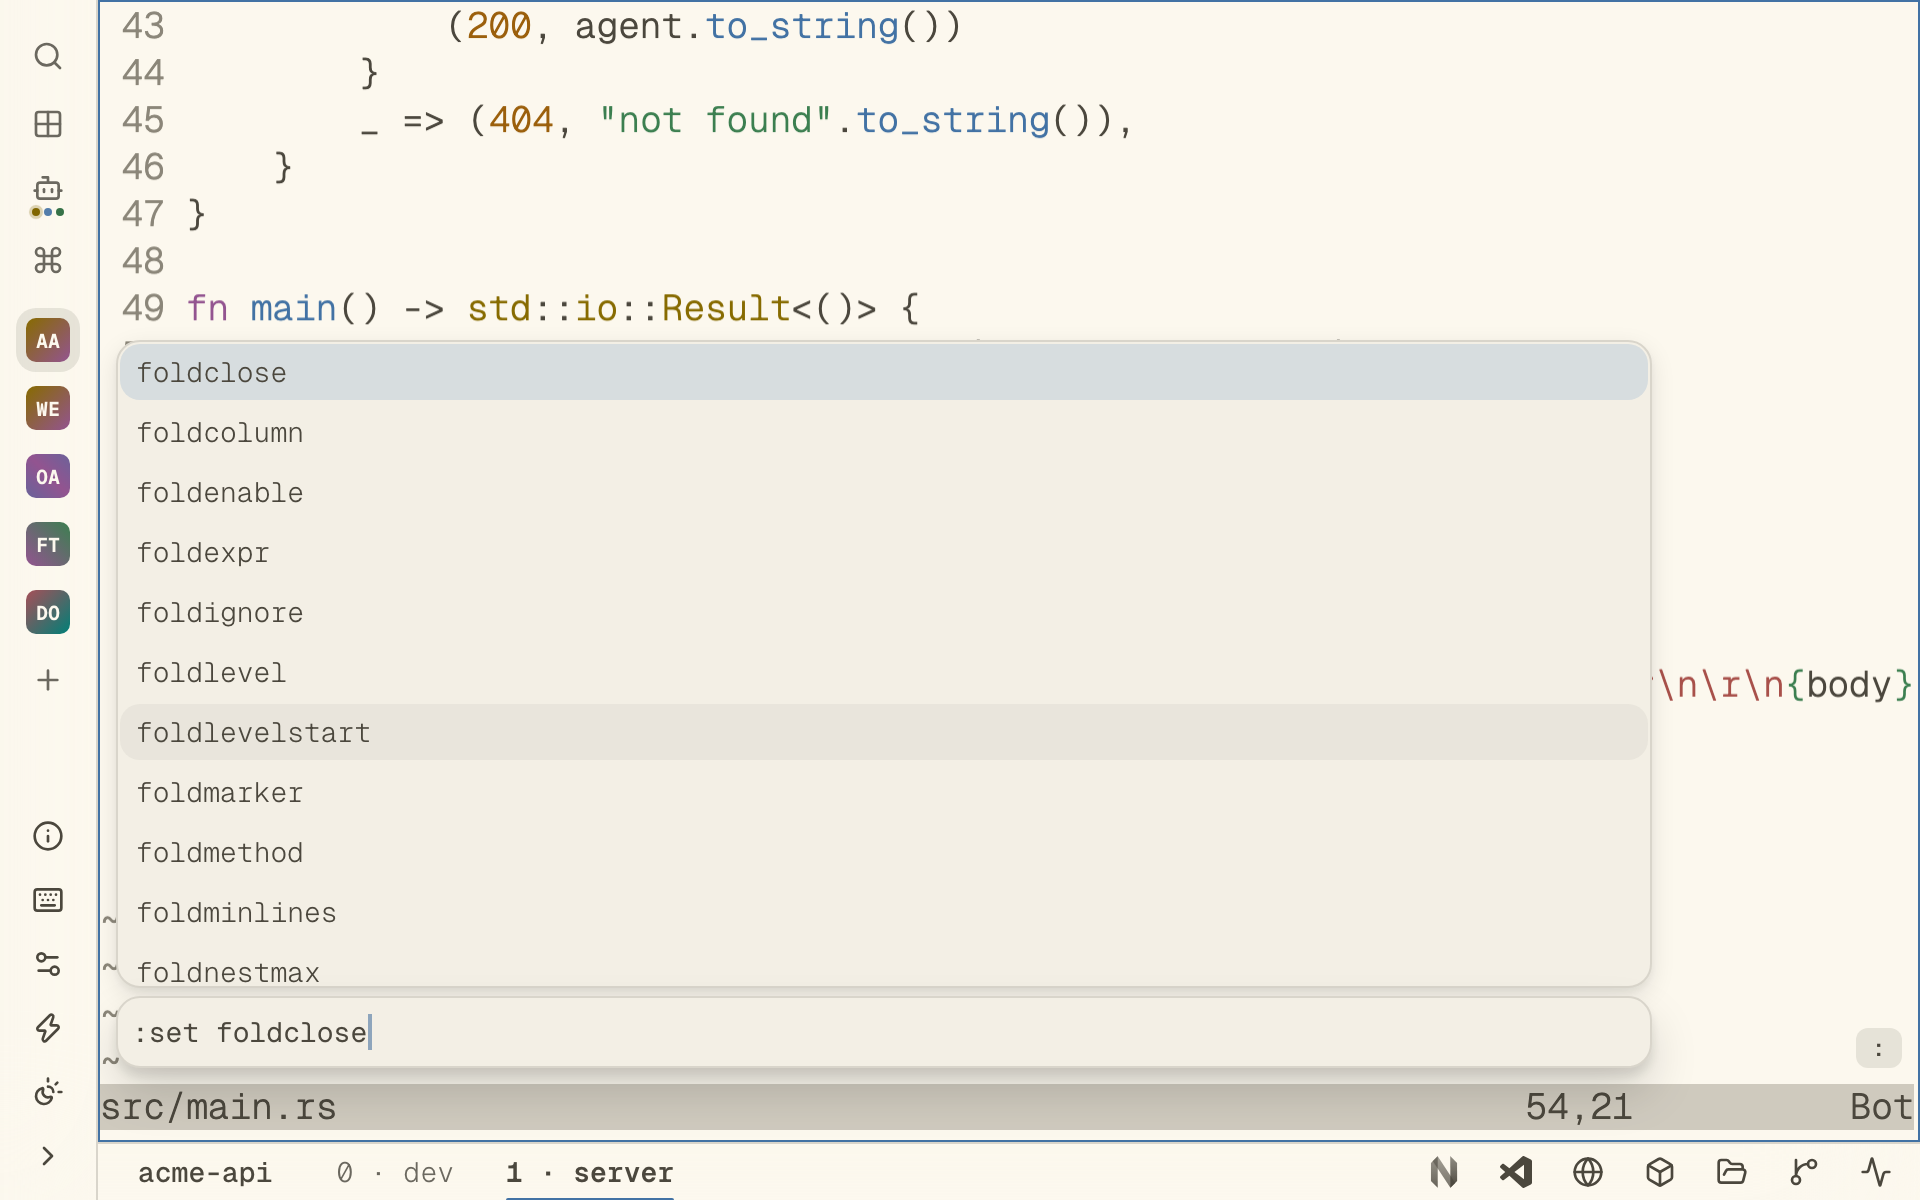 43 (200, agent.to_string())
44 }
45 _ => (404, "not found".to_string()),
46 }
47 }
48
49 fn main() -> std::io::Result<()> {
AA
WE
OA
FT
DO
foldclose
foldcolumn
foldenable
foldexpr
foldignore
foldlevel
\n\r\n{body}
foldlevelstart
foldmarker
foldmethod
foldminlines
foldnestmax
~
~
~
~
:set foldclose
:
src/main.rs 54,21 Bot
acme-api 0 · dev 1 · server